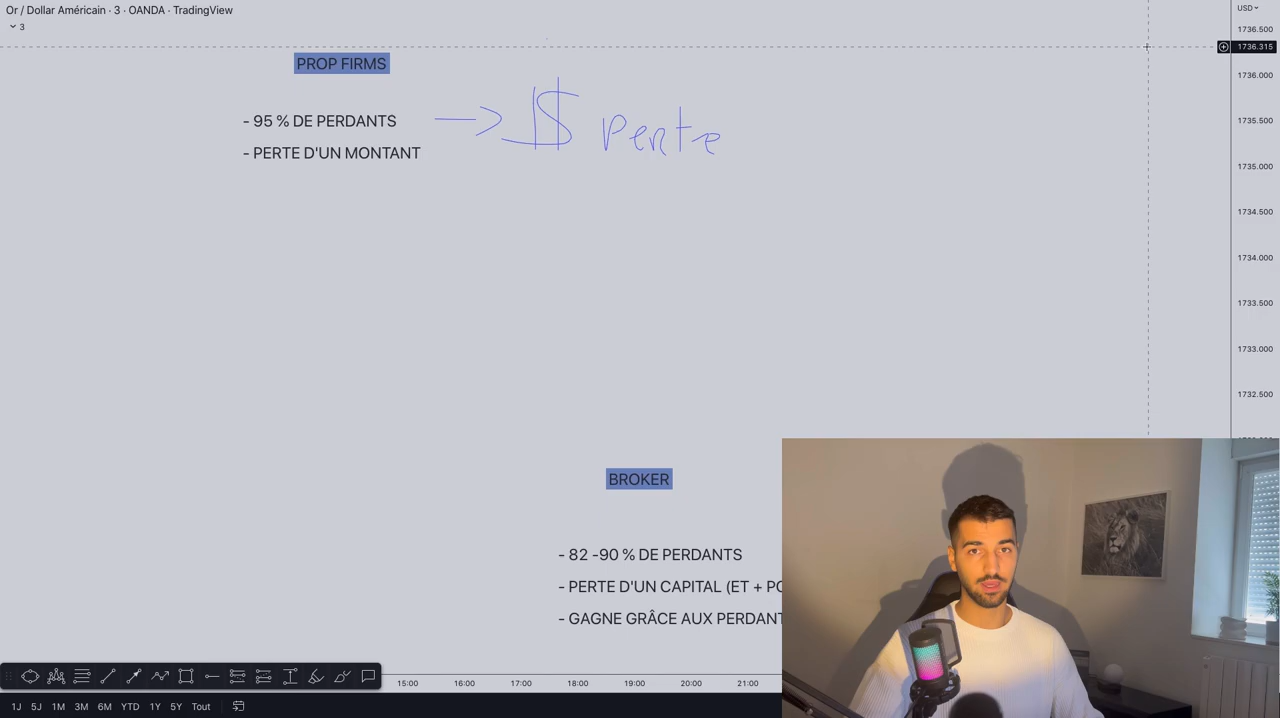 Or / Dollar Américain · 3 · OANDA · TradingView
3
USD
1736.500
1736.315
1736.000
PROP FIRMS
- 95 % DE PERDANTS
$ perte
1735.500
- PERTE D'UN MONTANT
1735.000
1734.500
1734.000
1733.500
1733.000
1732.500
BROKER
- 82 -90 % DE PERDANTS
- PERTE D'UN CAPITAL (ET + PO
- GAGNE GRÂCE AUX PERDANT
15:00 16:00 17:00 18:00 19:00 20:00 21:00
1J 5J 1M 3M 6M YTD 1Y 5Y Tout